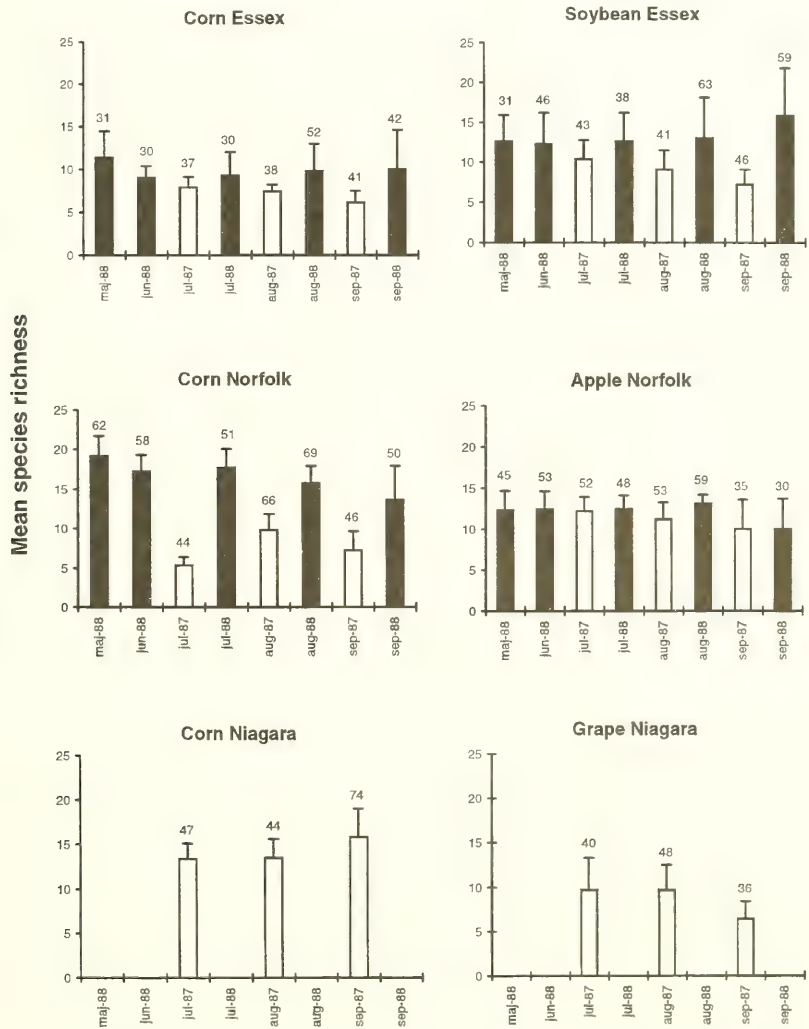 Mean species richness
Corn Essex
25
20
15
10
5
0
31
30
37
30
38
52
41
42
maj-88
jun-88
jul-87
jul-88
aug-87
aug-88
sep-87
sep-88
Soybean Essex
25
20
15
10
5
0
31
46
43
38
41
63
46
59
maj-88
jun-88
jul-87
jul-88
aug-87
aug-88
sep-87
sep-88
Corn Norfolk
25
20
15
10
5
0
62
58
44
51
66
69
46
50
maj-88
jun-88
jul-87
jul-88
aug-87
aug-88
sep-87
sep-88
Apple Norfolk
25
20
15
10
5
0
45
53
52
48
53
59
35
30
maj-88
jun-88
jul-87
jul-88
aug-87
aug-88
sep-87
sep-88
Corn Niagara
25
20
15
10
5
0
47
44
74
maj-88
jun-88
jul-87
jul-88
aug-87
aug-88
sep-87
sep-88
Grape Niagara
25
20
15
10
5
0
40
48
36
maj-88
jun-88
jul-87
jul-88
aug-87
aug-88
sep-87
sep-88